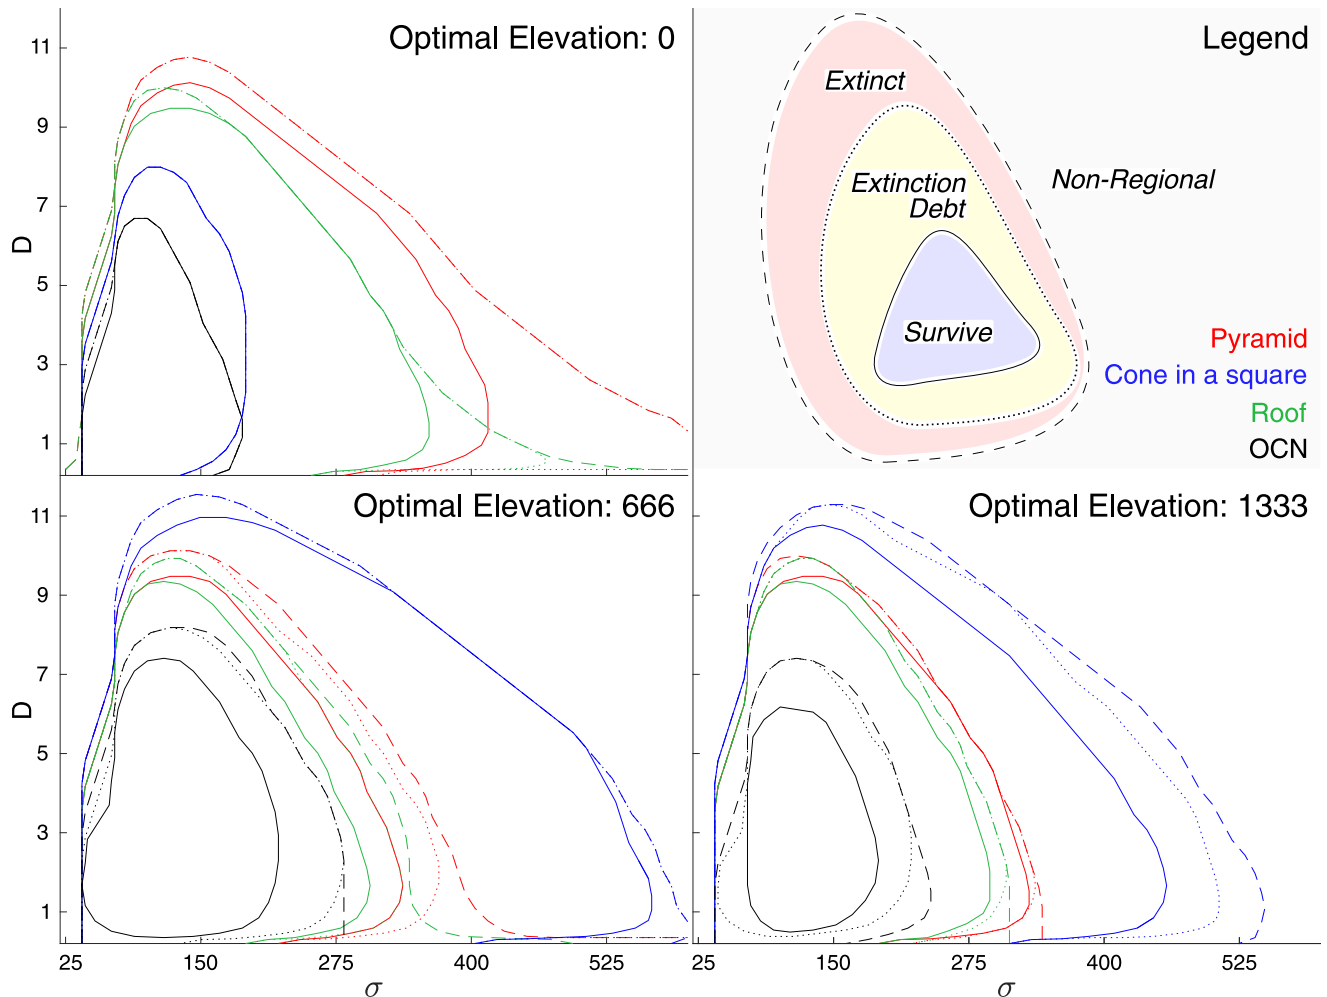 Optimal Elevation: 0
11
9
7
5
3
1
D
Legend
Extinct
Extinction
Debt
Non-Regional
Survive
Pyramid
Cone in a square
Roof
OCN
Optimal Elevation: 666
11
9
7
5
3
1
D
25 150 275 400 525
σ
Optimal Elevation: 1333
25 150 275 400 525
σ